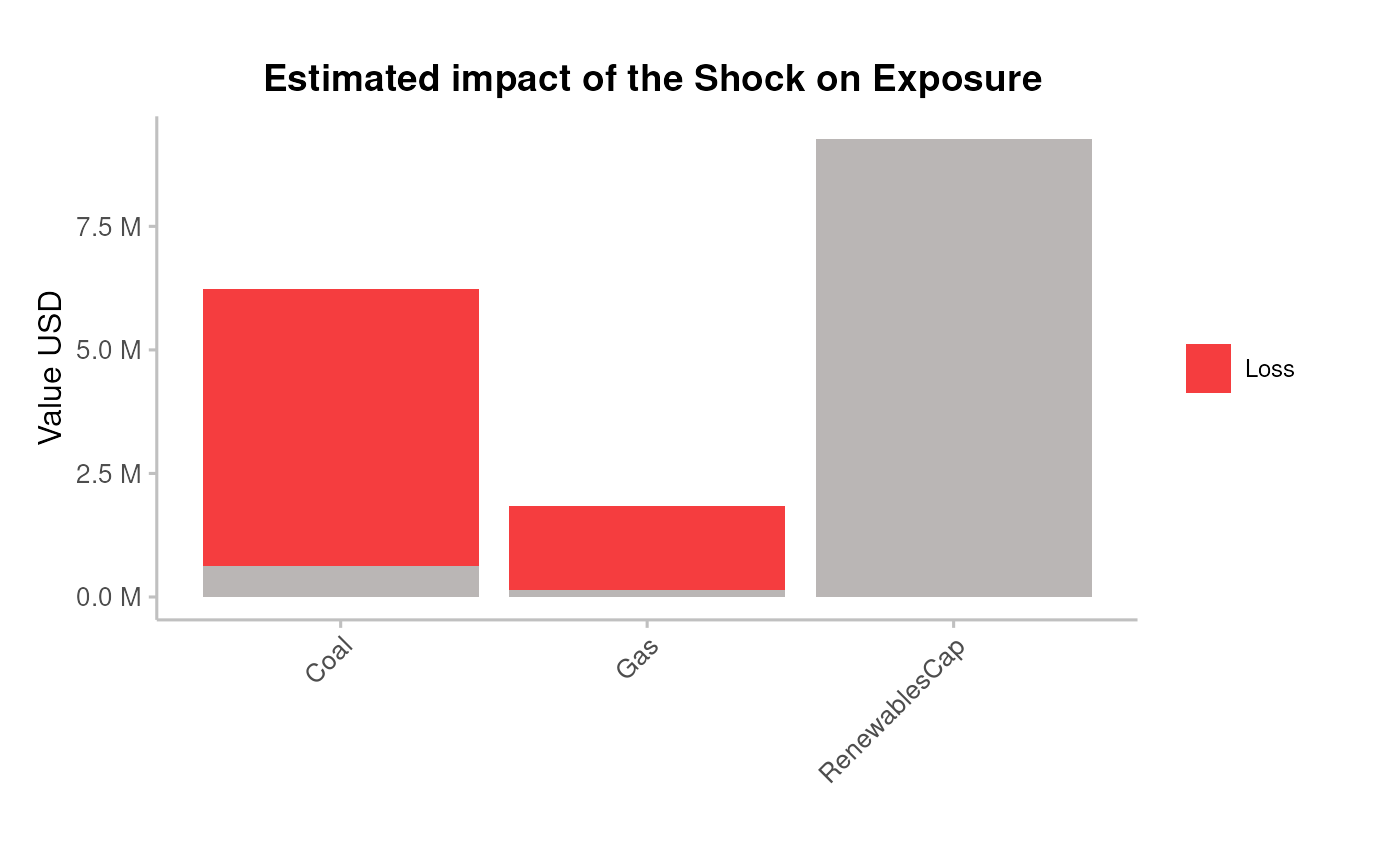 Estimated impact of the Shock on Exposure
Value USD
7.5 M
5.0 M
2.5 M
0.0 M
Coal
Gas
RenewablesCap
Loss